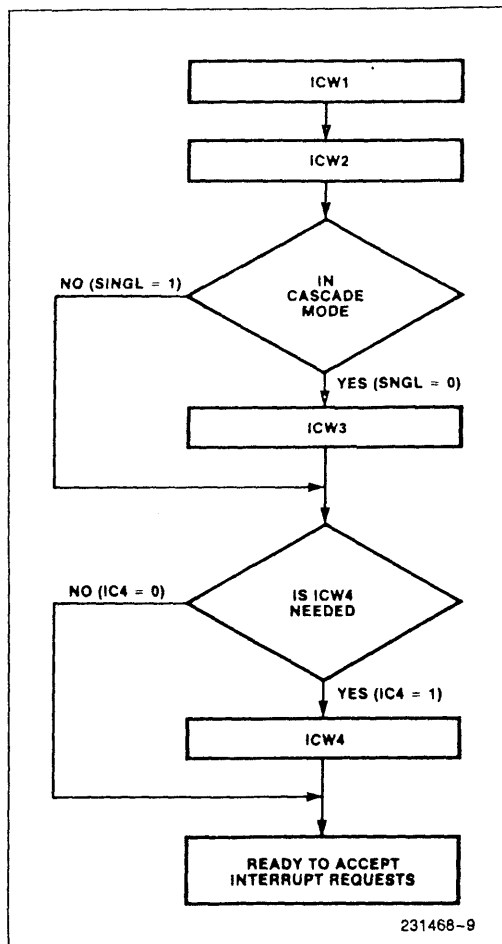 ICW1
ICW2
IN
CASCADE
MODE
NO (SINGL = 1)
YES (SNGL = 0)
ICW3
IS ICW4
NEEDED
NO (IC4 = 0)
YES (IC4 = 1)
ICW4
READY TO ACCEPT
INTERRUPT REQUESTS
231468-9